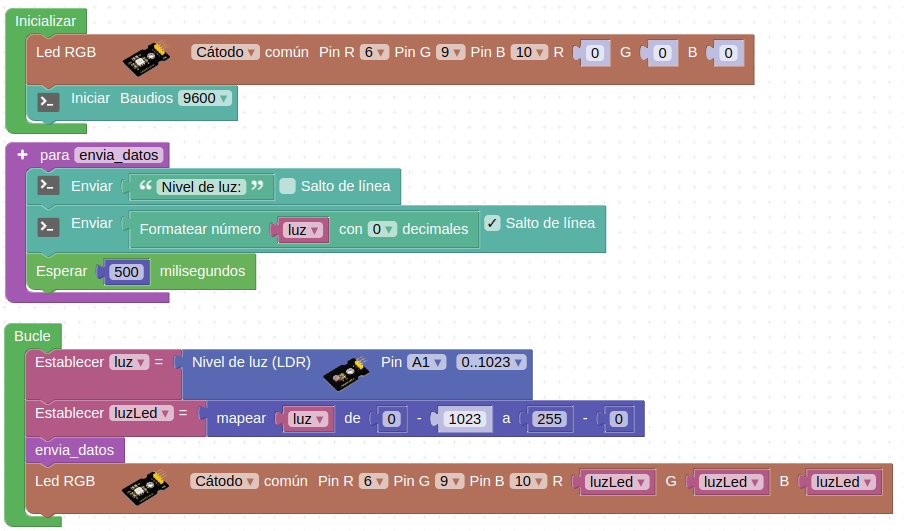 Inicializar
Led RGB Cátodo común Pin R 6 Pin G 9 Pin B 10 R 0 G 0 B 0
Iniciar Baudios 9600
+ para envia_datos
Enviar “ Nivel de luz: ” Salto de línea
Enviar Formatear número luz con 0 decimales ✓ Salto de línea
Esperar 500 milisegundos
Bucle
Establecer luz = Nivel de luz (LDR) Pin A1 0..1023
Establecer luzLed = mapear luz de 0 - 1023 a 255 - 0
envia_datos
Led RGB Cátodo común Pin R 6 Pin G 9 Pin B 10 R luzLed G luzLed B luzLed